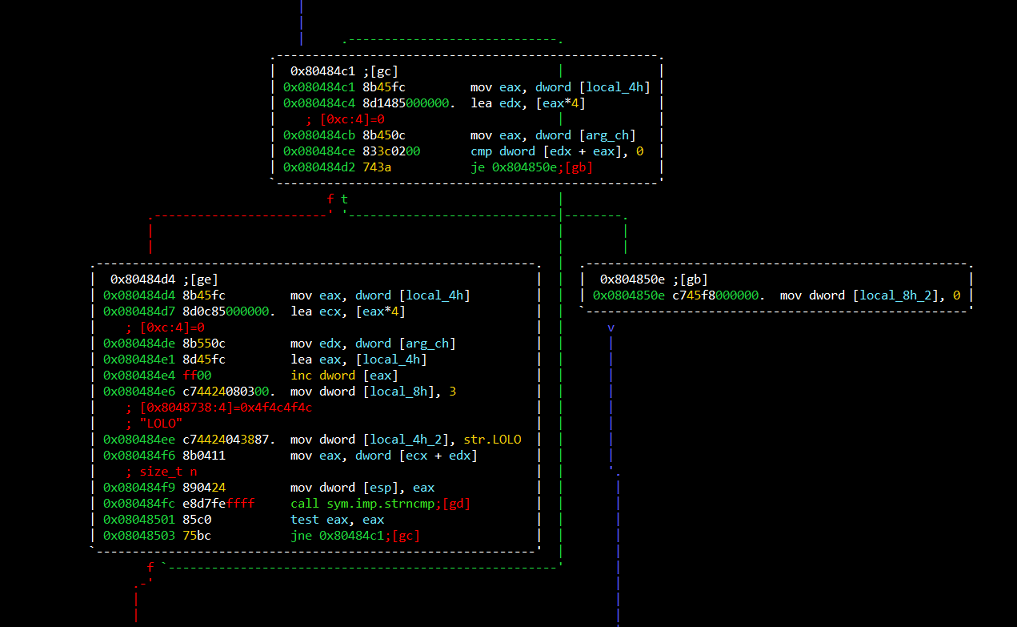 0x80484c1 ;[gc]
0x080484c1 8b45fc mov eax, dword [local_4h]
0x080484c4 8d1485000000. lea edx, [eax*4]
; [0xc:4]=0
0x080484cb 8b450c mov eax, dword [arg_ch]
0x080484ce 833c0200 cmp dword [edx + eax], 0
0x080484d2 743a je 0x804850e;[gb]
f t
0x80484d4 ;[ge]
0x080484d4 8b45fc mov eax, dword [local_4h]
0x080484d7 8d0c85000000. lea ecx, [eax*4]
; [0xc:4]=0
0x080484de 8b550c mov edx, dword [arg_ch]
0x080484e1 8d45fc lea eax, [local_4h]
0x080484e4 ff00 inc dword [eax]
0x080484e6 c74424080300. mov dword [local_8h], 3
; [0x8048738:4]=0x4f4c4f4c
; "LOLO"
0x080484ee c74424043887. mov dword [local_4h_2], str.LOLO
0x080484f6 8b0411 mov eax, dword [ecx + edx]
; size_t n
0x080484f9 890424 mov dword [esp], eax
0x080484fc e8d7feffff call sym.imp.strncmp;[gd]
0x08048501 85c0 test eax, eax
0x08048503 75bc jne 0x80484c1;[gc]
f
0x804850e ;[gb]
0x0804850e c745f8000000. mov dword [local_8h_2], 0
v